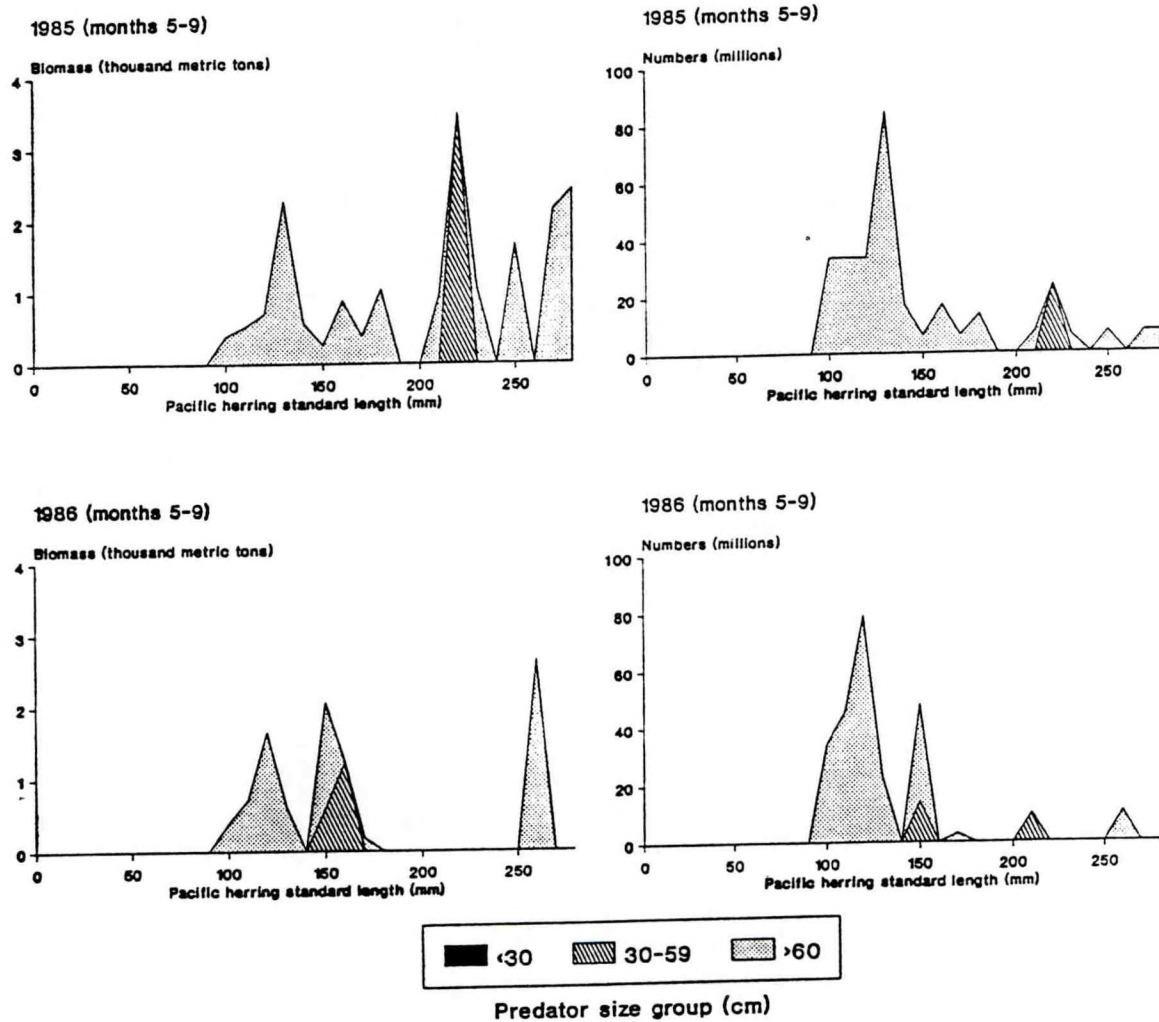 1985 (months 5-9)
Biomass (thousand metric tons)
4
3
2
1
0
0 50 100 150 200 250
Pacific herring standard length (mm)
1985 (months 5-9)
Numbers (millions)
100
80
60
40
20
0
0 50 100 150 200 250
Pacific herring standard length (mm)
1986 (months 5-9)
Biomass (thousand metric tons)
4
3
2
1
0
0 50 100 150 200 250
Pacific herring standard length (mm)
1986 (months 5-9)
Numbers (millions)
100
80
60
40
20
0
0 50 100 150 200 250
Pacific herring standard length (mm)
<30 30-59 >60
Predator size group (cm)